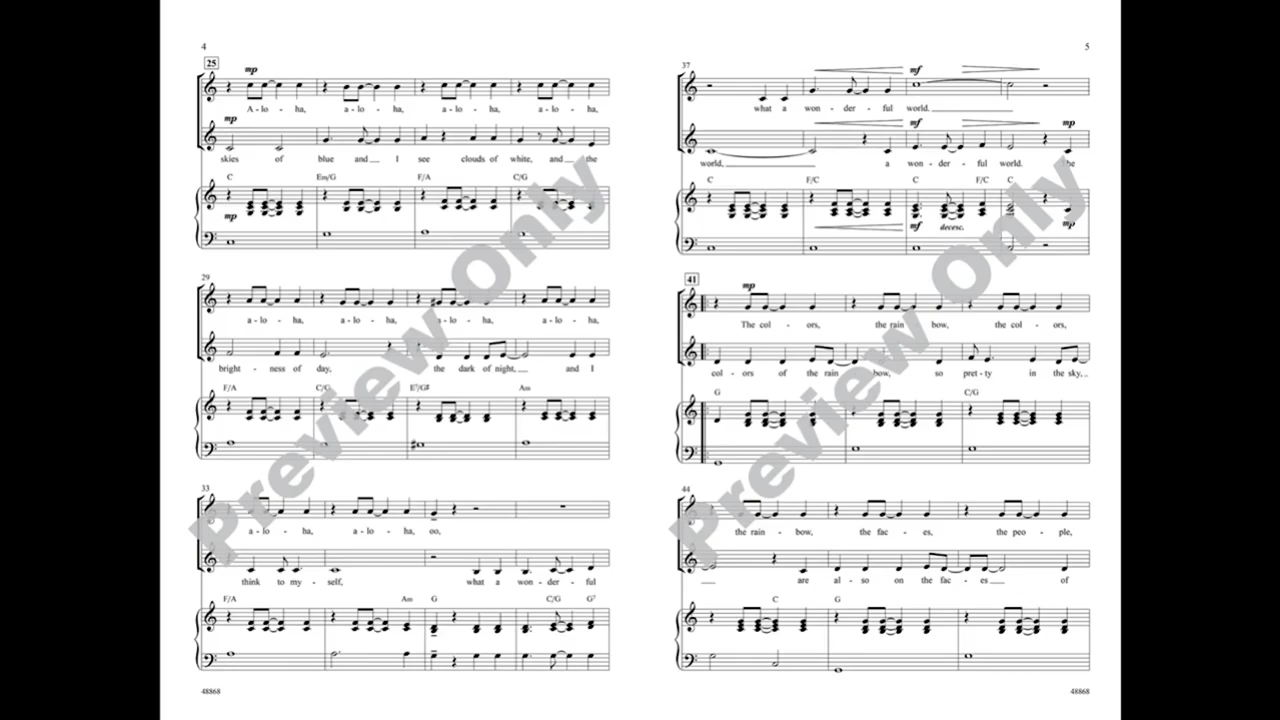 4
25
mp
A - lo - ha, a - lo - ha, a - lo - ha, a - lo - ha,
mp
skies of blue and I see clouds of white, and the
C Em/G F/A C/G
mp
29
a - lo - ha, a - lo - ha, a - lo - ha, a - lo - ha,
bright - ness of day, the dark of night, and I
F/A C/G E7/G# Am
33
a - lo - ha, a - lo - ha, oo,
think to my - self, what a won - der - ful
F/A Am G C/G G7
48868
5
37
mf
what a won - der - ful world.
mf mp
world, a won - der - ful world. The
C F/C C F/C C
mf decresc. mp
41
mp
The col - ors, the rain bow, the col - ors,
col - ors of the rain bow, so pret - ty in the sky,
G C/G
44
the rain - bow, the fac - es, the peo - ple,
are al - so on the fac - es of
C G
48868
Preview Only
Preview Only